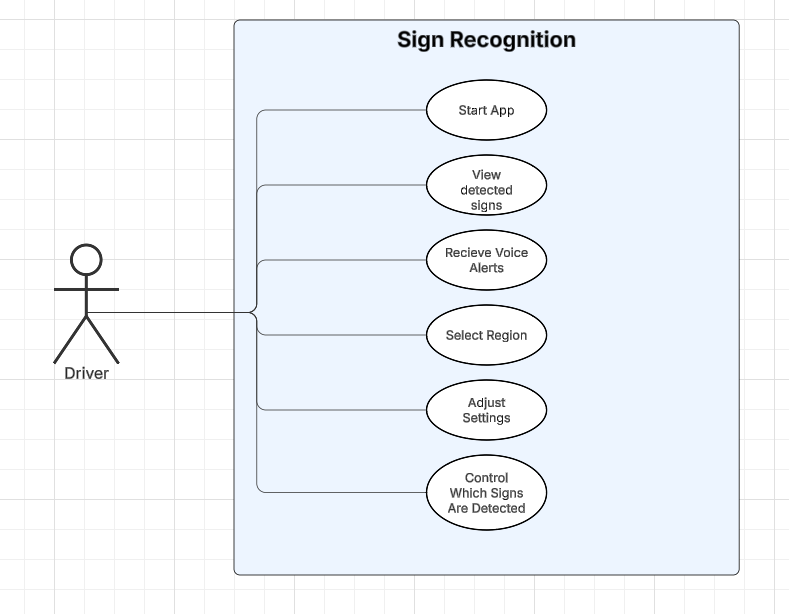 Sign Recognition
Start App
View
detected
signs
Recieve Voice
Alerts
Select Region
Driver
Adjust
Settings
Control
Which Signs
Are Detected